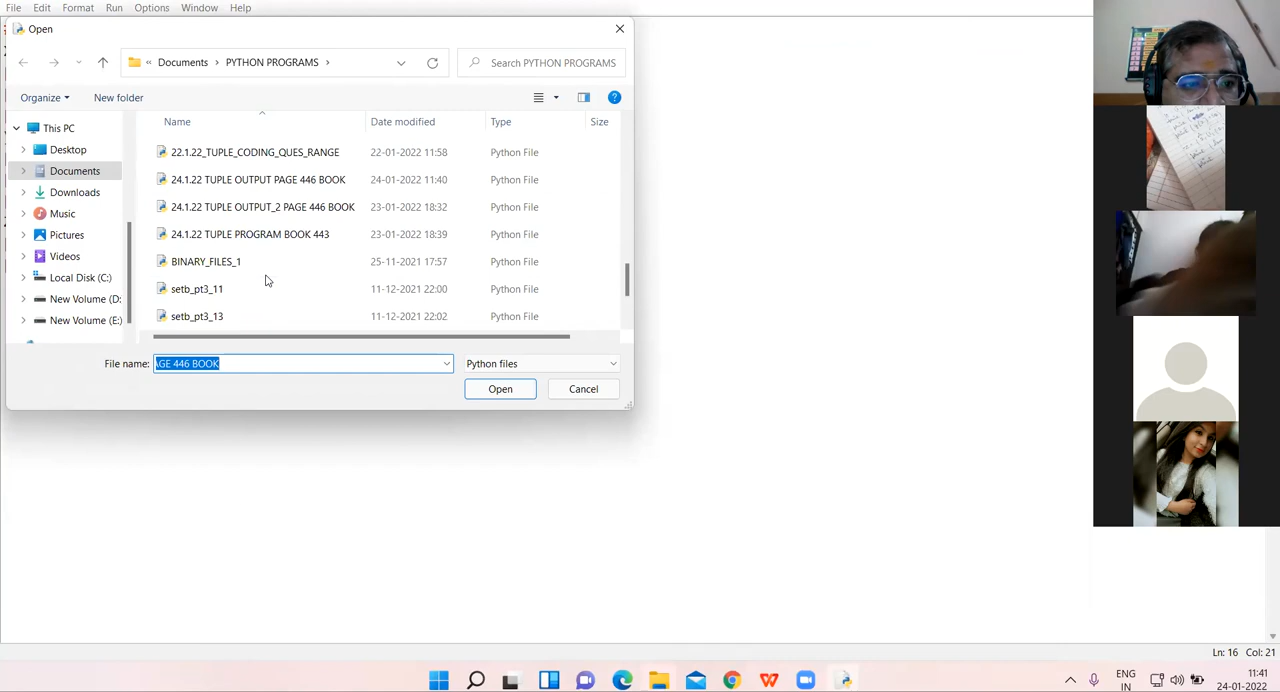 File Edit Format Run Options Window Help
Open
« Documents › PYTHON PROGRAMS ›
Search PYTHON PROGRAMS
Organize
New folder
Name Date modified Type Size
This PC
Desktop
Documents
Downloads
Music
Pictures
Videos
Local Disk (C:)
New Volume (D:
New Volume (E:)
22.1.22_TUPLE_CODING_QUES_RANGE 22-01-2022 11:58 Python File
24.1.22 TUPLE OUTPUT PAGE 446 BOOK 24-01-2022 11:40 Python File
24.1.22 TUPLE OUTPUT_2 PAGE 446 BOOK 23-01-2022 18:32 Python File
24.1.22 TUPLE PROGRAM BOOK 443 23-01-2022 18:39 Python File
BINARY_FILES_1 25-11-2021 17:57 Python File
setb_pt3_11 11-12-2021 22:00 Python File
setb_pt3_13 11-12-2021 22:02 Python File
File name: AGE 446 BOOK Python files
Open Cancel
Ln: 16 Col: 21
ENG
IN
11:41
24-01-2022